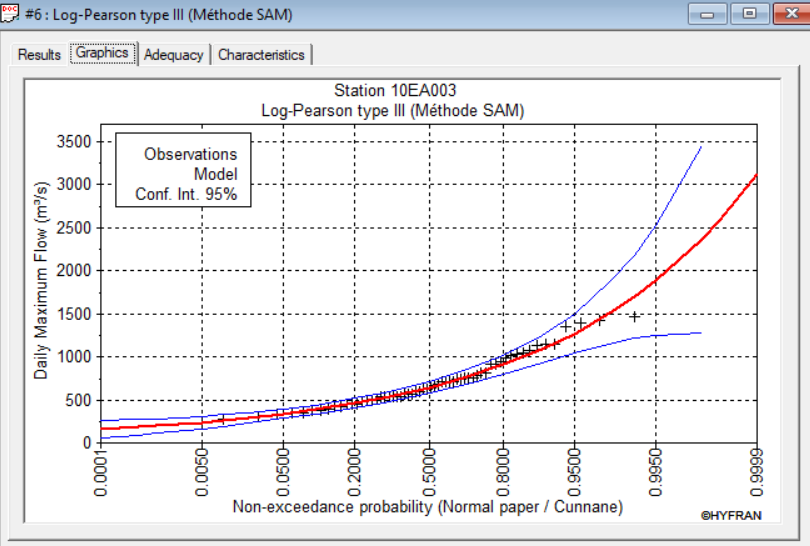 #6 : Log-Pearson type III (Méthode SAM)
Results Graphics Adequacy Characteristics
Station 10EA003
Log-Pearson type III (Méthode SAM)
Observations
Model
Conf. Int. 95%
Daily Maximum Flow (m³/s)
3500
3000
2500
2000
1500
1000
500
0
0.0001 0.0050 0.0500 0.2000 0.5000 0.8000 0.9500 0.9950 0.9999
Non-exceedance probability (Normal paper / Cunnane)
©HYFRAN